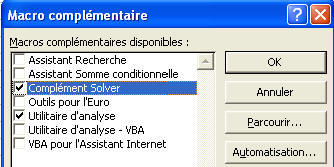 Macro complémentaire
Macros complémentaires disponibles :
Assistant Recherche
Assistant Somme conditionnelle
Complément Solver
Outils pour l'Euro
Utilitaire d'analyse
Utilitaire d'analyse - VBA
VBA pour l'Assistant Internet
OK
Annuler
Parcourir...
Automatisation...